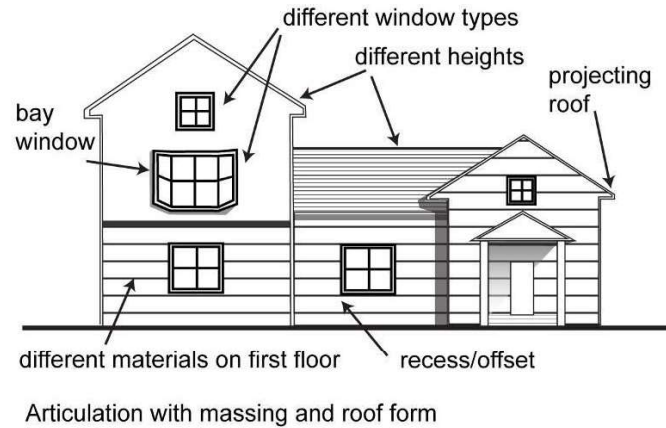 different window types
different heights
projecting
roof
bay
window
different materials on first floor
recess/offset
Articulation with massing and roof form